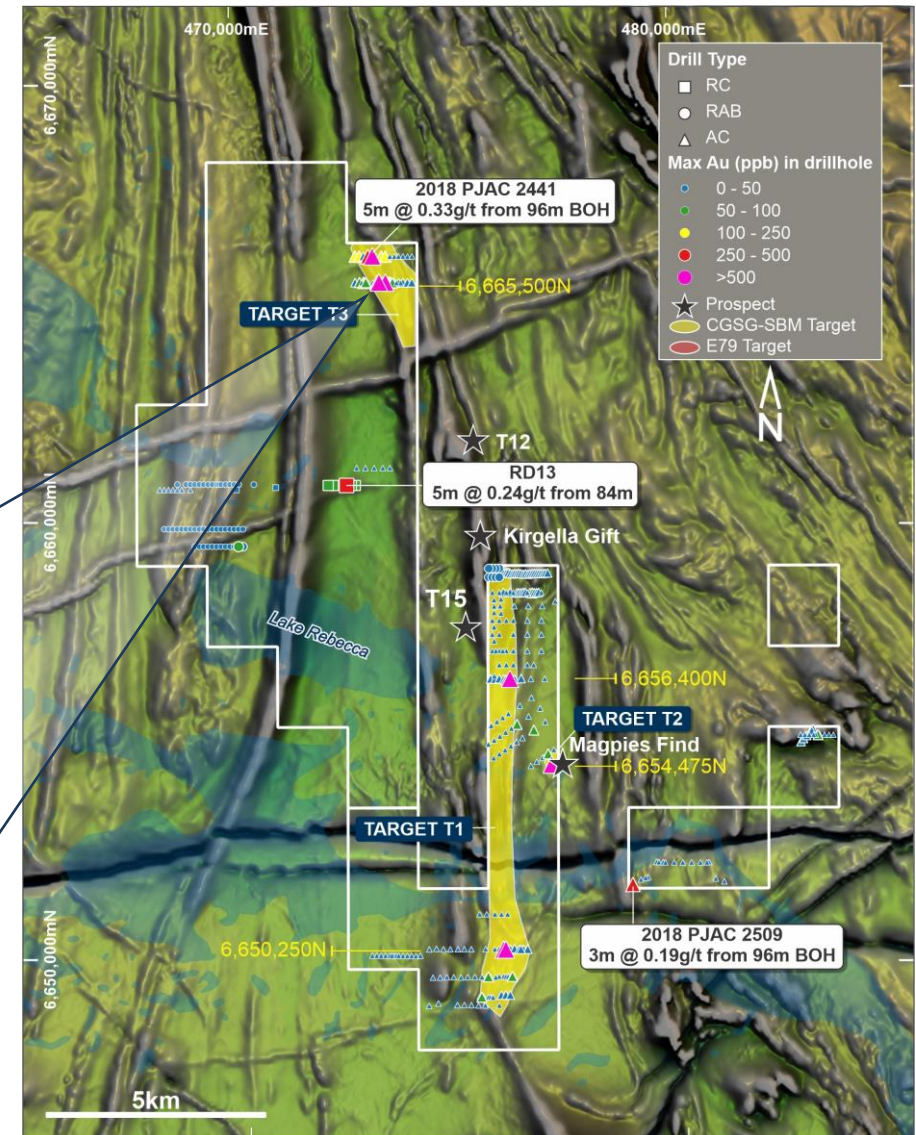 470,000mE
480,000mE
6,670,000mN
Drill Type
RC
RAB
AC
Max Au (ppb) in drillhole
0 - 50
50 - 100
100 - 250
250 - 500
>500
Prospect
CGSG-SBM Target
E79 Target
N
2018 PJAC 2441
5m @ 0.33g/t from 96m BOH
6,665,500N
TARGET T3
T12
RD13
5m @ 0.24g/t from 84m
Kirgella Gift
6,660,000mN
T15
Lake Rebecca
6,656,400N
TARGET T2
Magpies Find
6,654,475N
TARGET T1
6,650,250N
2018 PJAC 2509
3m @ 0.19g/t from 96m BOH
6,650,000mN
5km